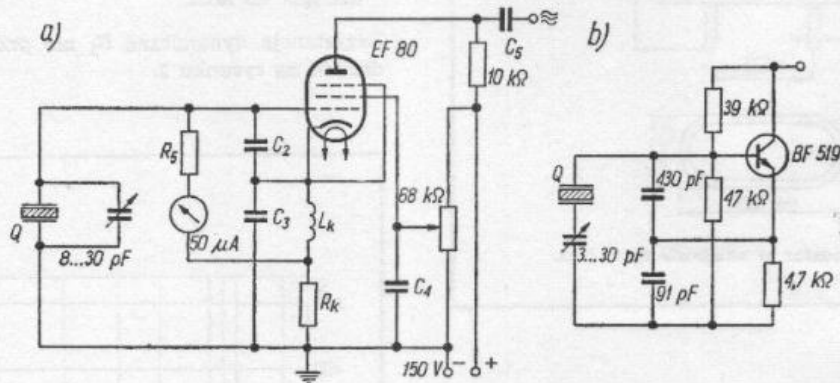 a)
EF 80
C5
b)
10 kΩ
39 kΩ
BF 519
R5
C2
Q
430 pF
47 kΩ
68 kΩ
Q
C3
Lk
8...30 pF
50 μA
3...30 pF
C4
91 pF
4,7 kΩ
Rk
150 V - +